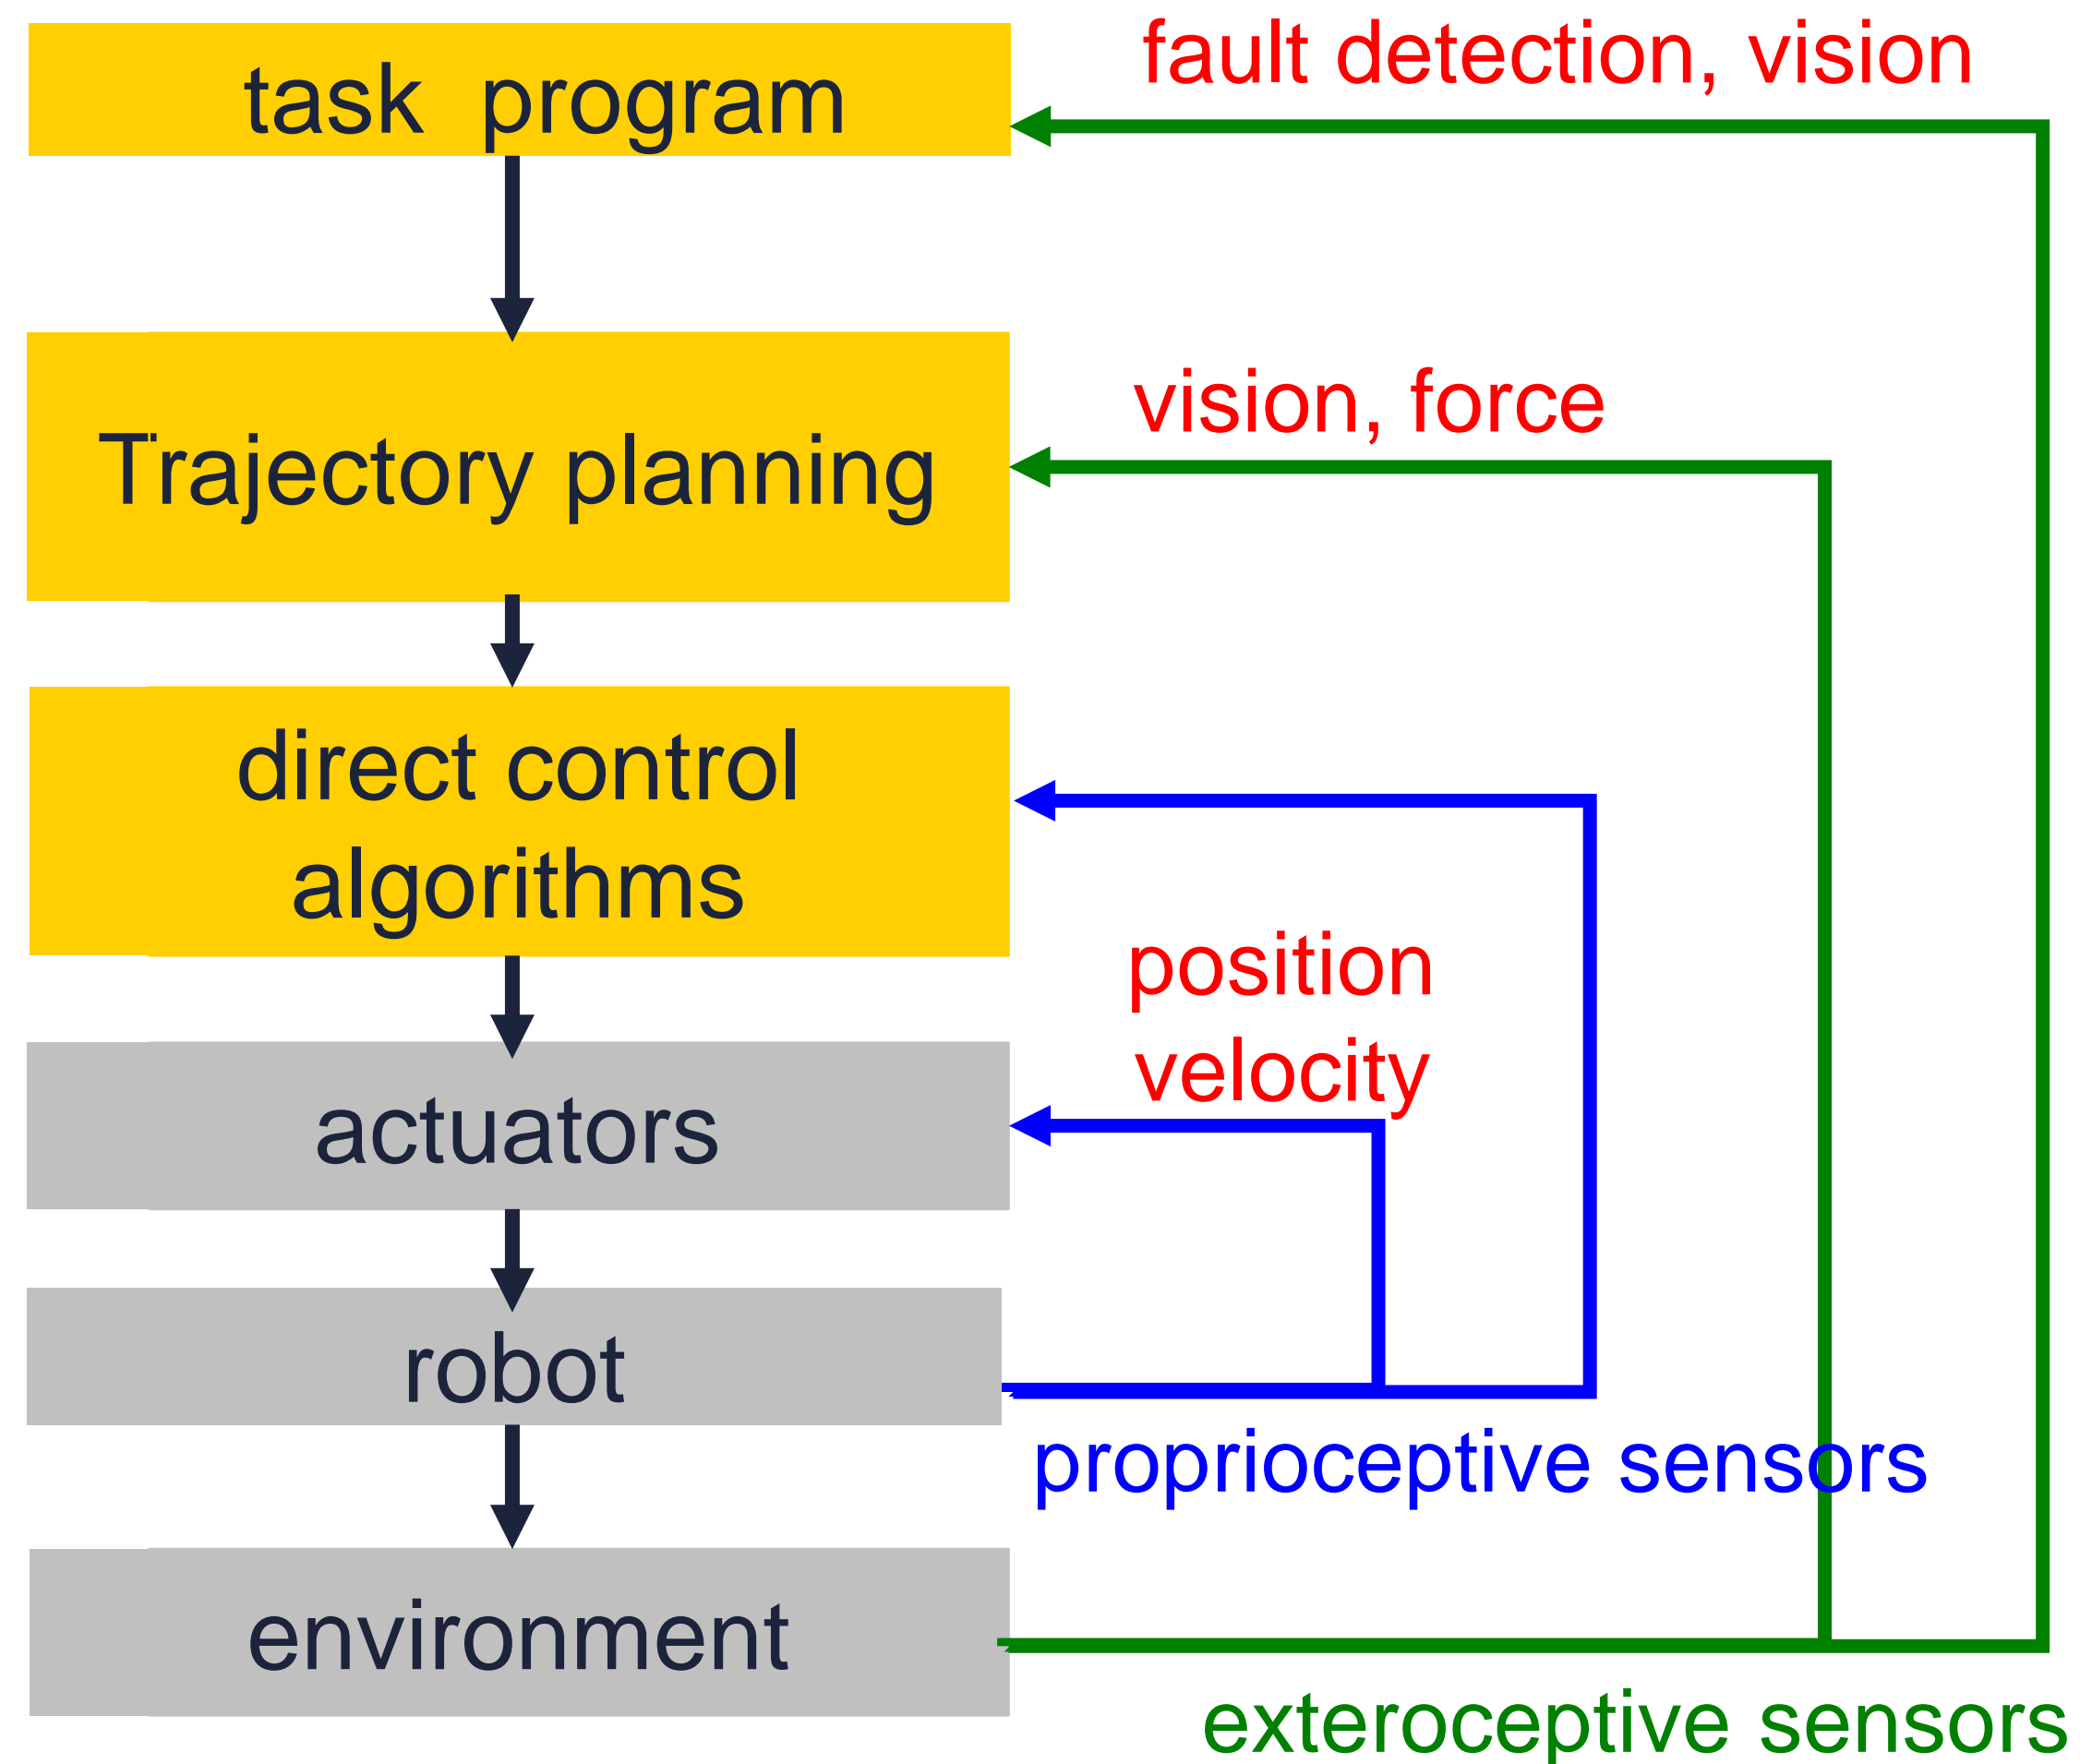 fault detection, vision
task program
vision, force
Trajectory planning
direct control
algorithms
position
velocity
actuators
robot
proprioceptive sensors
environment
exteroceptive sensors